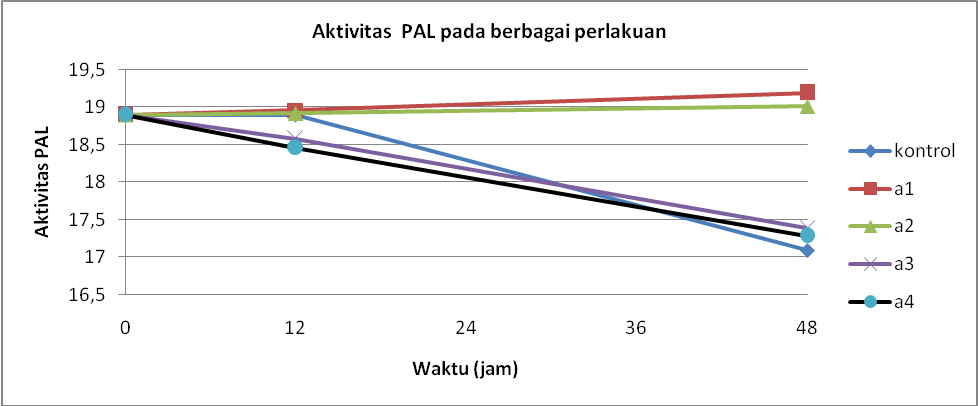 Aktivitas  PAL pada berbagai perlakuan
19,5
19
18,5
18
17,5
17
16,5
Aktivitas PAL
0 12 24 36 48
Waktu (jam)
kontrol
a1
a2
a3
a4